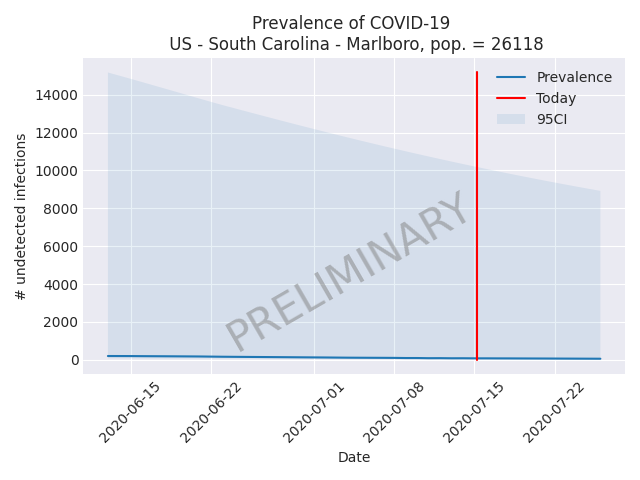 Prevalence of COVID-19
US - South Carolina - Marlboro, pop. = 26118
Prevalence
Today
95CI
14000
12000
10000
8000
6000
4000
2000
0
# undetected infections
PRELIMINARY
2020-06-15
2020-06-22
2020-07-01
2020-07-08
2020-07-15
2020-07-22
Date